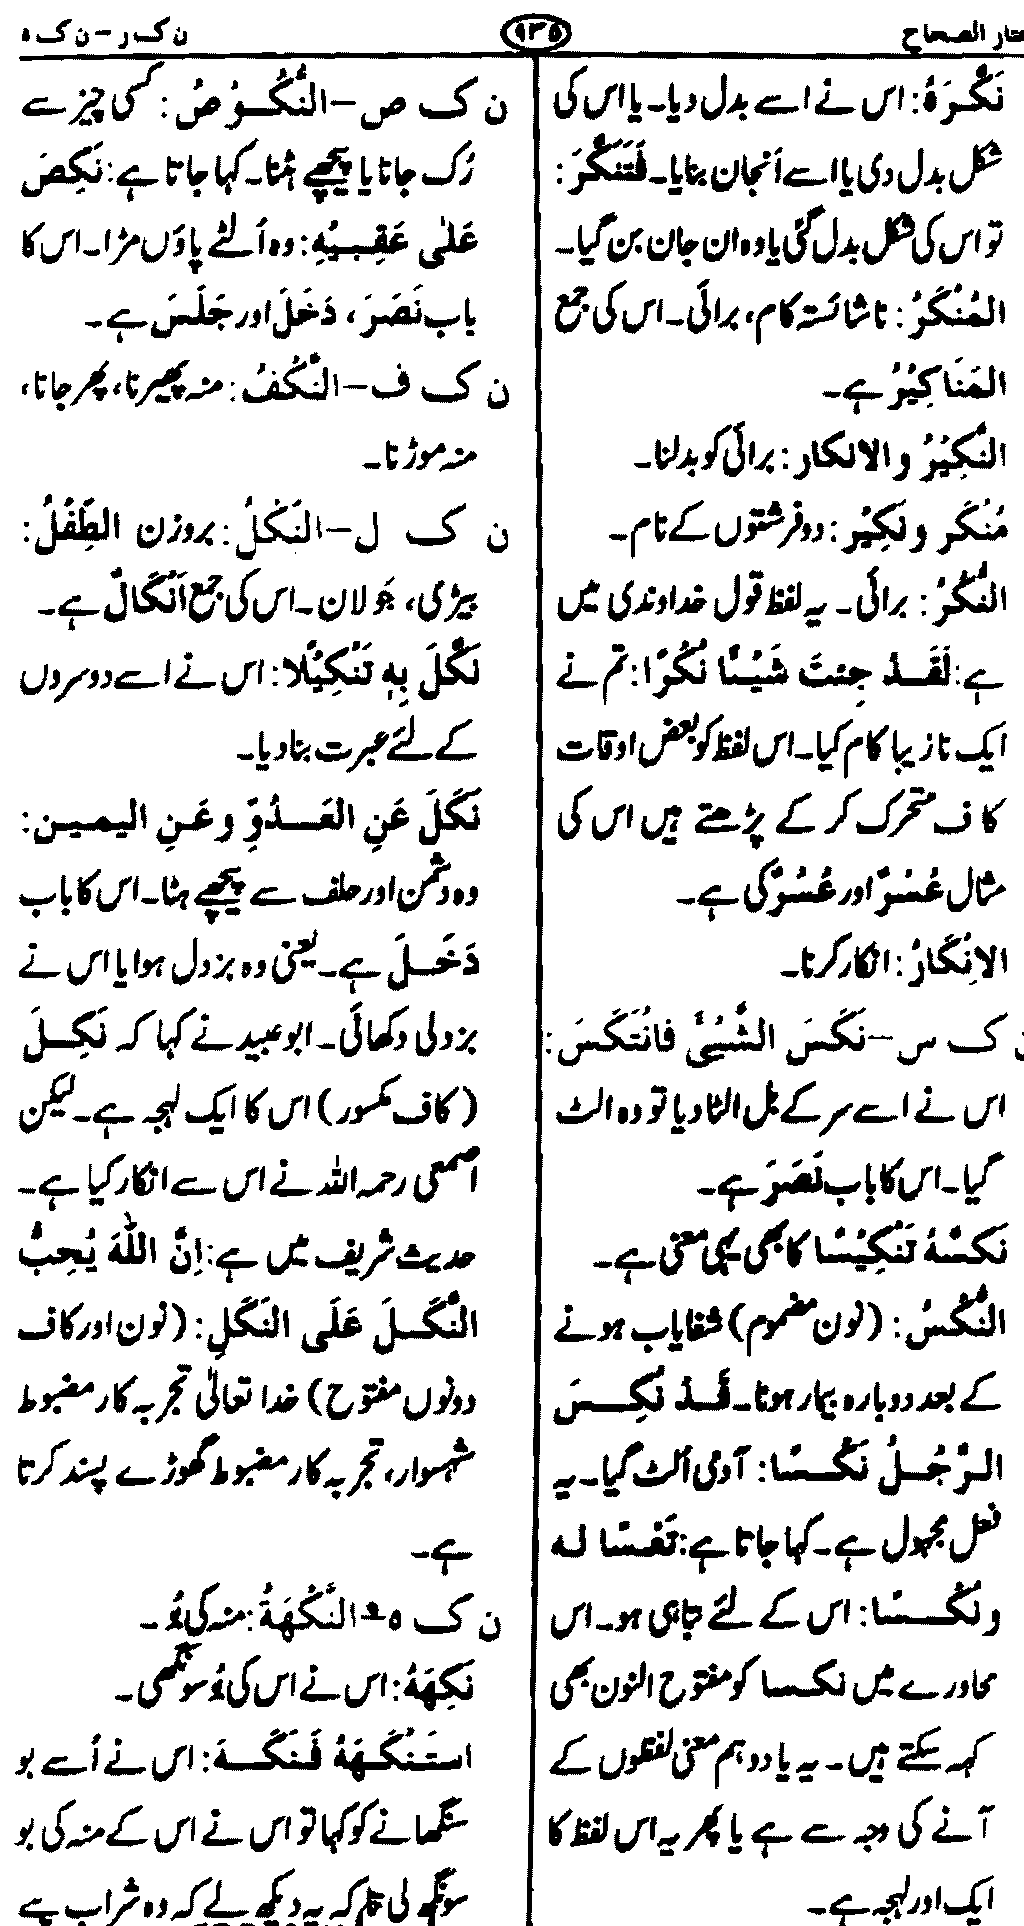 ن ک ر – ن ک ہ
۹۳۵
تار الصحاح
نَكَّرَهُ: اس نے اسے بدل دیا۔ یا اس کی
شکل بدل دی یا اسے اَنجان بنایا۔ فَتَنَكَّرَ:
تو اس کی شکل بدل گئی یا وہ ان جان بن گیا۔
المُنْكَرُ: ناشائستہ کام، برائی۔ اس کی جمع
المَنَاكِيْرُ ہے۔
النَّكِيْرُ والانكار: برائی کو بدلنا۔
مُنْكَر و نَكِيْر: دو فرشتوں کے نام۔
النُّكْرُ: برائی۔ یہ لفظ قول خداوندی میں
ہے: لَقَدْ جِئتَ شَيْئًا نُكْرًا: تم نے
ایک نازیبا کام کیا۔ اس لفظ کو بعض اوقات
کاف متحرک کر کے پڑھتے ہیں اس کی
مثال عُسْرٌ اور عُسُرٌ کی ہے۔
الاِنْكَارُ: انکار کرنا۔
ن ک س – نَكَسَ الشَّيْئَ فَانْتَكَسَ:
اس نے اسے سر کے بل الٹا دیا تو وہ الٹ
گیا۔ اس کا باب نَصَرَ ہے۔
نَكَسَّهُ تَنْكِيْسًا کا بھی یہی معنی ہے۔
النُّكْسُ: (نون مضموم) شفایاب ہونے
کے بعد دوبارہ بیمار ہونا۔ قَدْ نُكِسَ
الرَّجُلُ نُكْسًا: آدمی اُلٹ گیا۔ یہ
فعل مجہول ہے۔ کہا جاتا ہے: تَعْسًا لہ
و نُكْسًا: اس کے لئے تباہی ہو۔ اس
محاورے میں نکسا کو مفتوح النون بھی
کہہ سکتے ہیں۔ یہ یا دو ہم معنی لفظوں کے
آنے کی وجہ سے ہے یا پھر یہ اس لفظ کا
ایک اور لہجہ ہے۔
ن ک ص – النُّكُوْصُ: کسی چیز سے
رُک جانا یا پیچھے ہٹنا۔ کہا جاتا ہے: نَكِصَ
عَلٰى عَقِبَيْهِ: وہ اُلٹے پاؤں مڑا۔ اس کا
باب نَصَرَ، دَخَلَ اور جَلَسَ ہے۔
ن ک ف – النَّكْفُ: منہ پھیرنا، پھر جانا،
منہ موڑنا۔
ن ک ل – النَكْلُ: بروزن الطِّفْلُ:
بیڑی، جَولان۔ اس کی جمع اَنْكَالٌ ہے۔
نَكَّلَ بِهٖ تَنْكِيْلًا: اس نے اسے دوسروں
کے لئے عبرت بنا دیا۔
نَكَلَ عَنِ العَدُوِّ وعَنِ اليمين:
وہ دشمن اور حلف سے پیچھے ہٹا۔ اس کا باب
دَخَلَ ہے۔ یعنی وہ بزدل ہوا یا اس نے
بزدلی دکھائی۔ ابو عبید نے کہا کہ نَكِلَ
(کاف مکسور) اس کا ایک لہجہ ہے۔ لیکن
اصمعی رحمہ اللہ نے اس سے انکار کیا ہے۔
حدیث شریف میں ہے: اِنَّ اللّٰهَ يُحِبُّ
النَّكَلَ عَلَى النَكَلِ: (نون اور کاف
دونوں مفتوح) خدا تعالٰی تجربہ کار مضبوط
شہسوار، تجربہ کار مضبوط گھوڑے پسند کرتا
ہے۔
ن ک ہ – النَّكْهَةُ: منہ کی بُو۔
نَكِهَهُ: اس نے اس کی بُو سونگھی۔
استَنْكَهَهُ فَنَكَهَ: اس نے اُسے بو
سنگھانے کو کہا تو اس نے اس کے منہ کی بو
سونگھ لی تاکہ یہ دیکھ لے کہ وہ شراب پئے